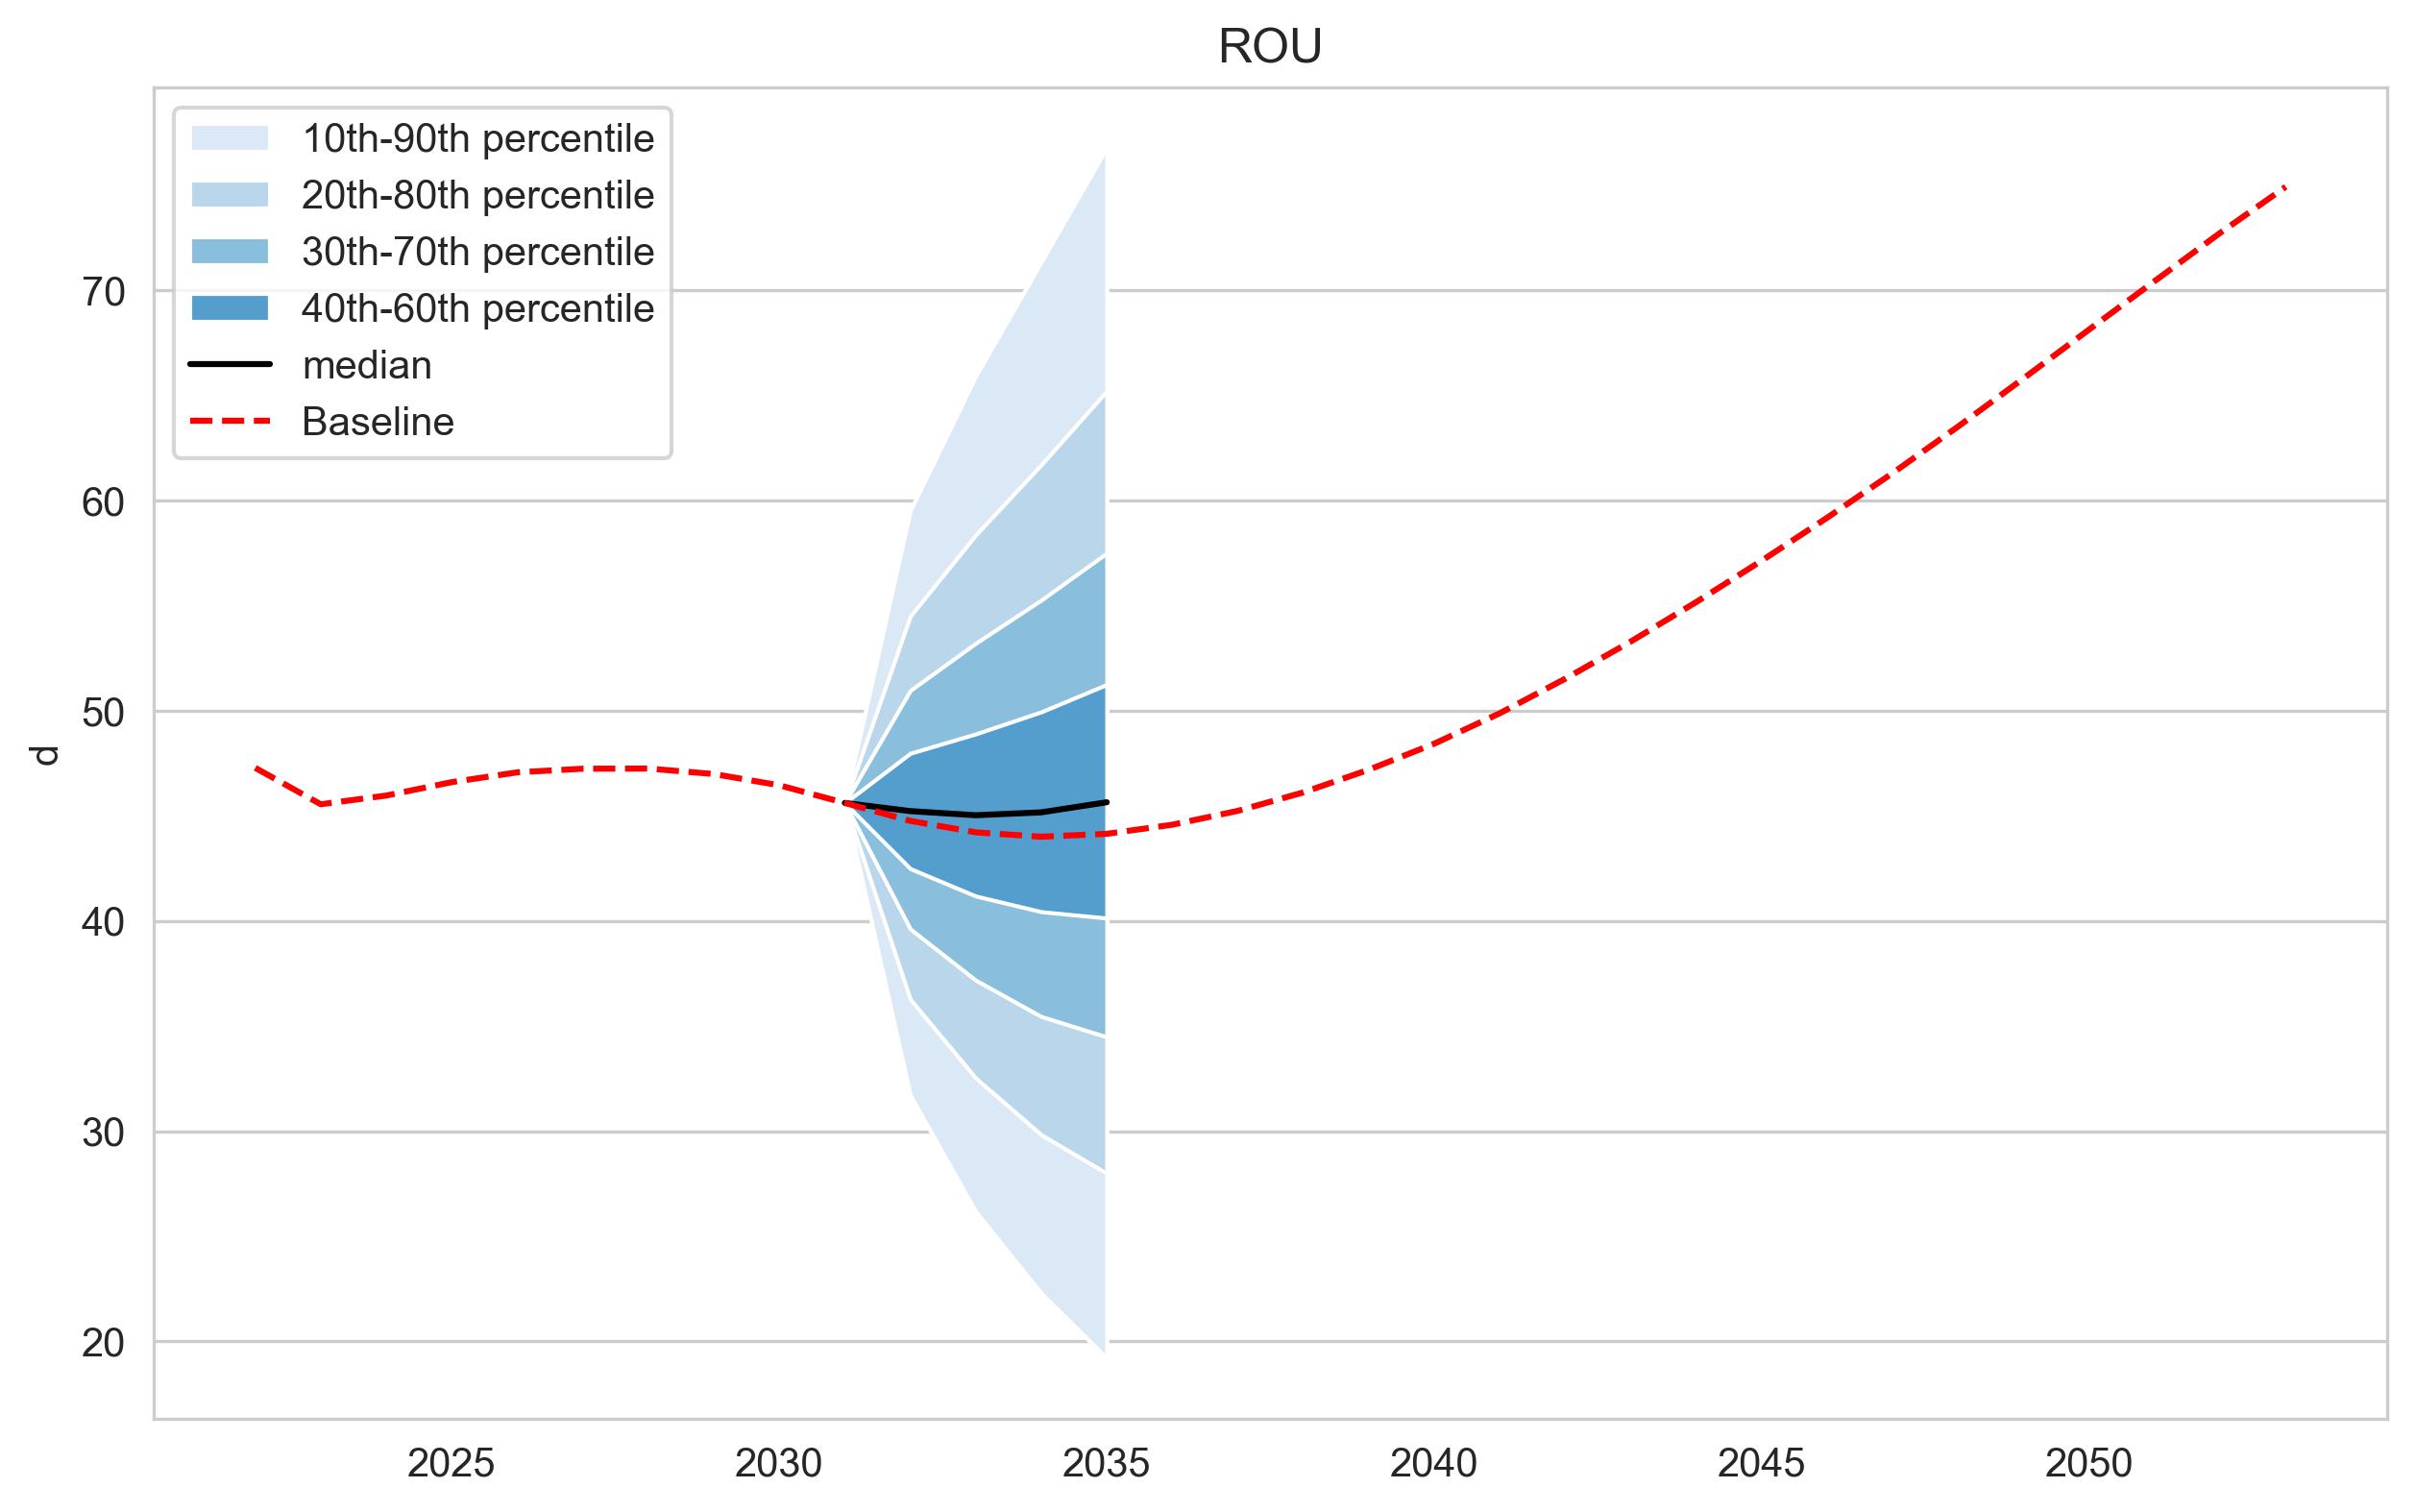 ROU
10th-90th percentile
20th-80th percentile
30th-70th percentile
40th-60th percentile
median
Baseline
70
60
50
40
30
20
d
2025 2030 2035 2040 2045 2050